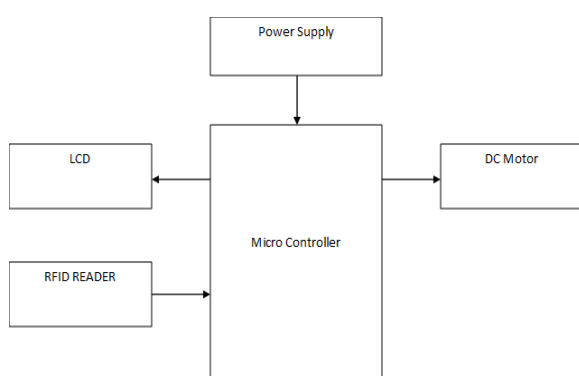 Power Supply
LCD
DC Motor
Micro Controller
RFID READER